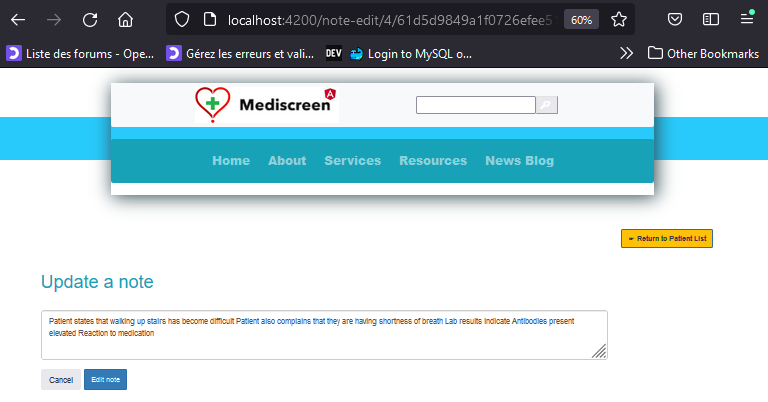 localhost:4200/note-edit/4/61d5d9849a1f0726efee5
60%
Liste des forums - Ope...
Gérez les erreurs et vali...
DEV
Login to MySQL o...
Other Bookmarks
Mediscreen
Home About Services Resources News Blog
Return to Patient List
Update a note
Patient states that walking up stairs has become difficult Patient also complains that they are having shortness of breath Lab results indicate Antibodies present
elevated Reaction to medication
Cancel Edit note